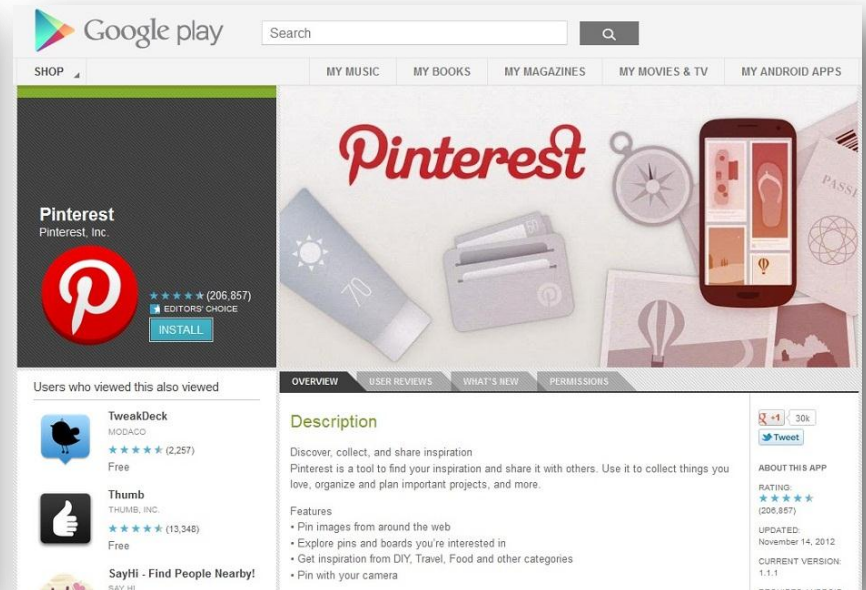 Google play
Search
SHOP
MY MUSIC
MY BOOKS
MY MAGAZINES
MY MOVIES & TV
MY ANDROID APPS
Pinterest
Pinterest, Inc.
(206,857)
EDITORS' CHOICE
INSTALL
Pinterest
50
70
PASSP
Users who viewed this also viewed
TweakDeck
MODACO
(2,257)
Free
Thumb
THUMB, INC.
(13,348)
Free
SayHi - Find People Nearby!
SAY HI
OVERVIEW
USER REVIEWS
WHAT'S NEW
PERMISSIONS
Description
Discover, collect, and share inspiration
Pinterest is a tool to find your inspiration and share it with others. Use it to collect things you
love, organize and plan important projects, and more.
Features
• Pin images from around the web
• Explore pins and boards you're interested in
• Get inspiration from DIY, Travel, Food and other categories
• Pin with your camera
+1 30k
Tweet
ABOUT THIS APP
RATING:
(206,857)
UPDATED:
November 14, 2012
CURRENT VERSION:
1.1.1